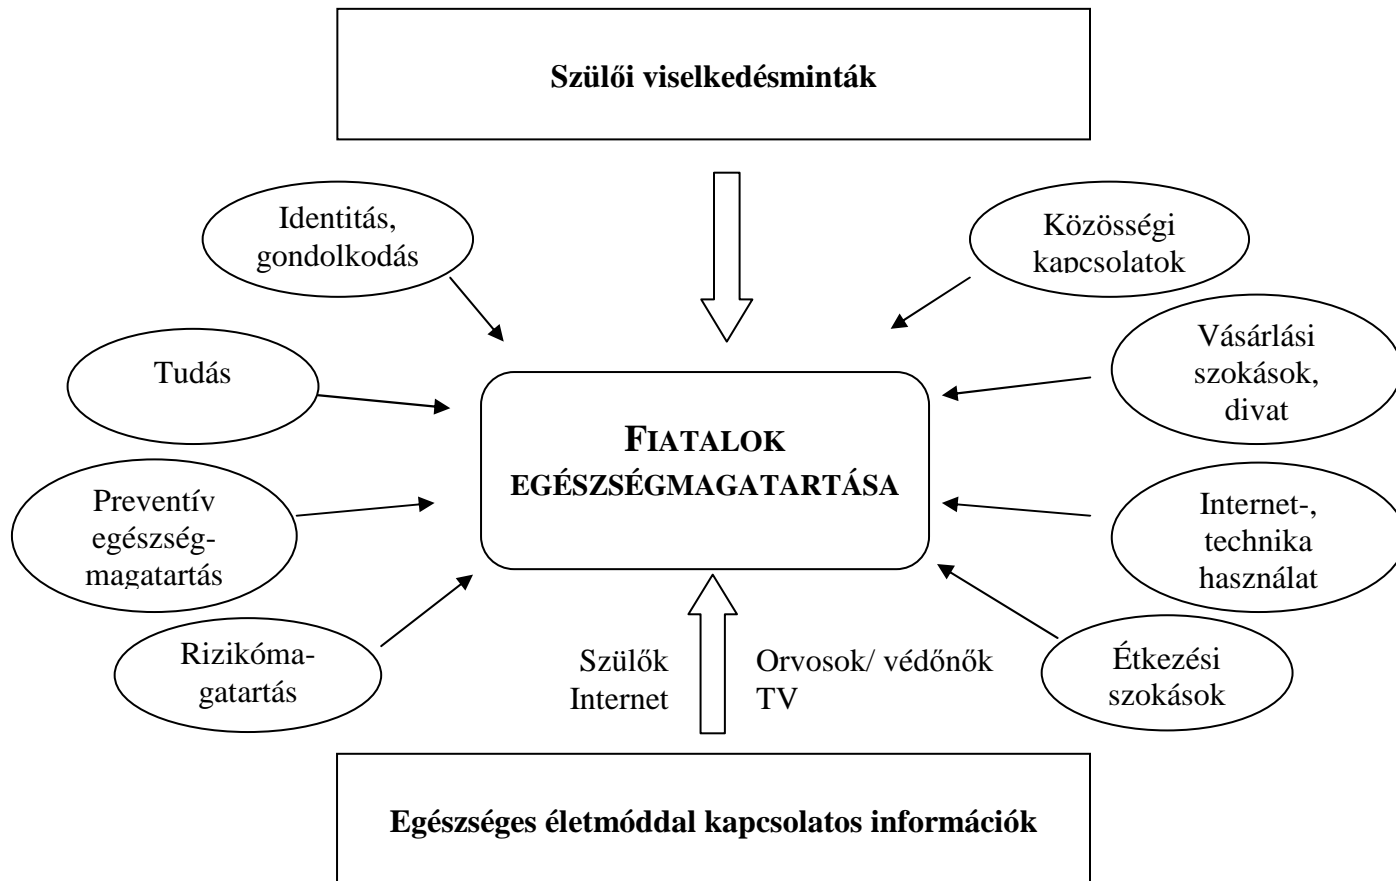 Szülői viselkedésminták
Identitás,
gondolkodás
Közösségi
kapcsolatok
Tudás
Vásárlási
szokások,
divat
FIATALOK
EGÉSZSÉGMAGATARTÁSA
Preventív
egészség-
magatartás
Internet-,
technika
használat
Rizikóma-
gatartás
Szülők
Internet
Orvosok/ védőnők
TV
Étkezési
szokások
Egészséges életmóddal kapcsolatos információk